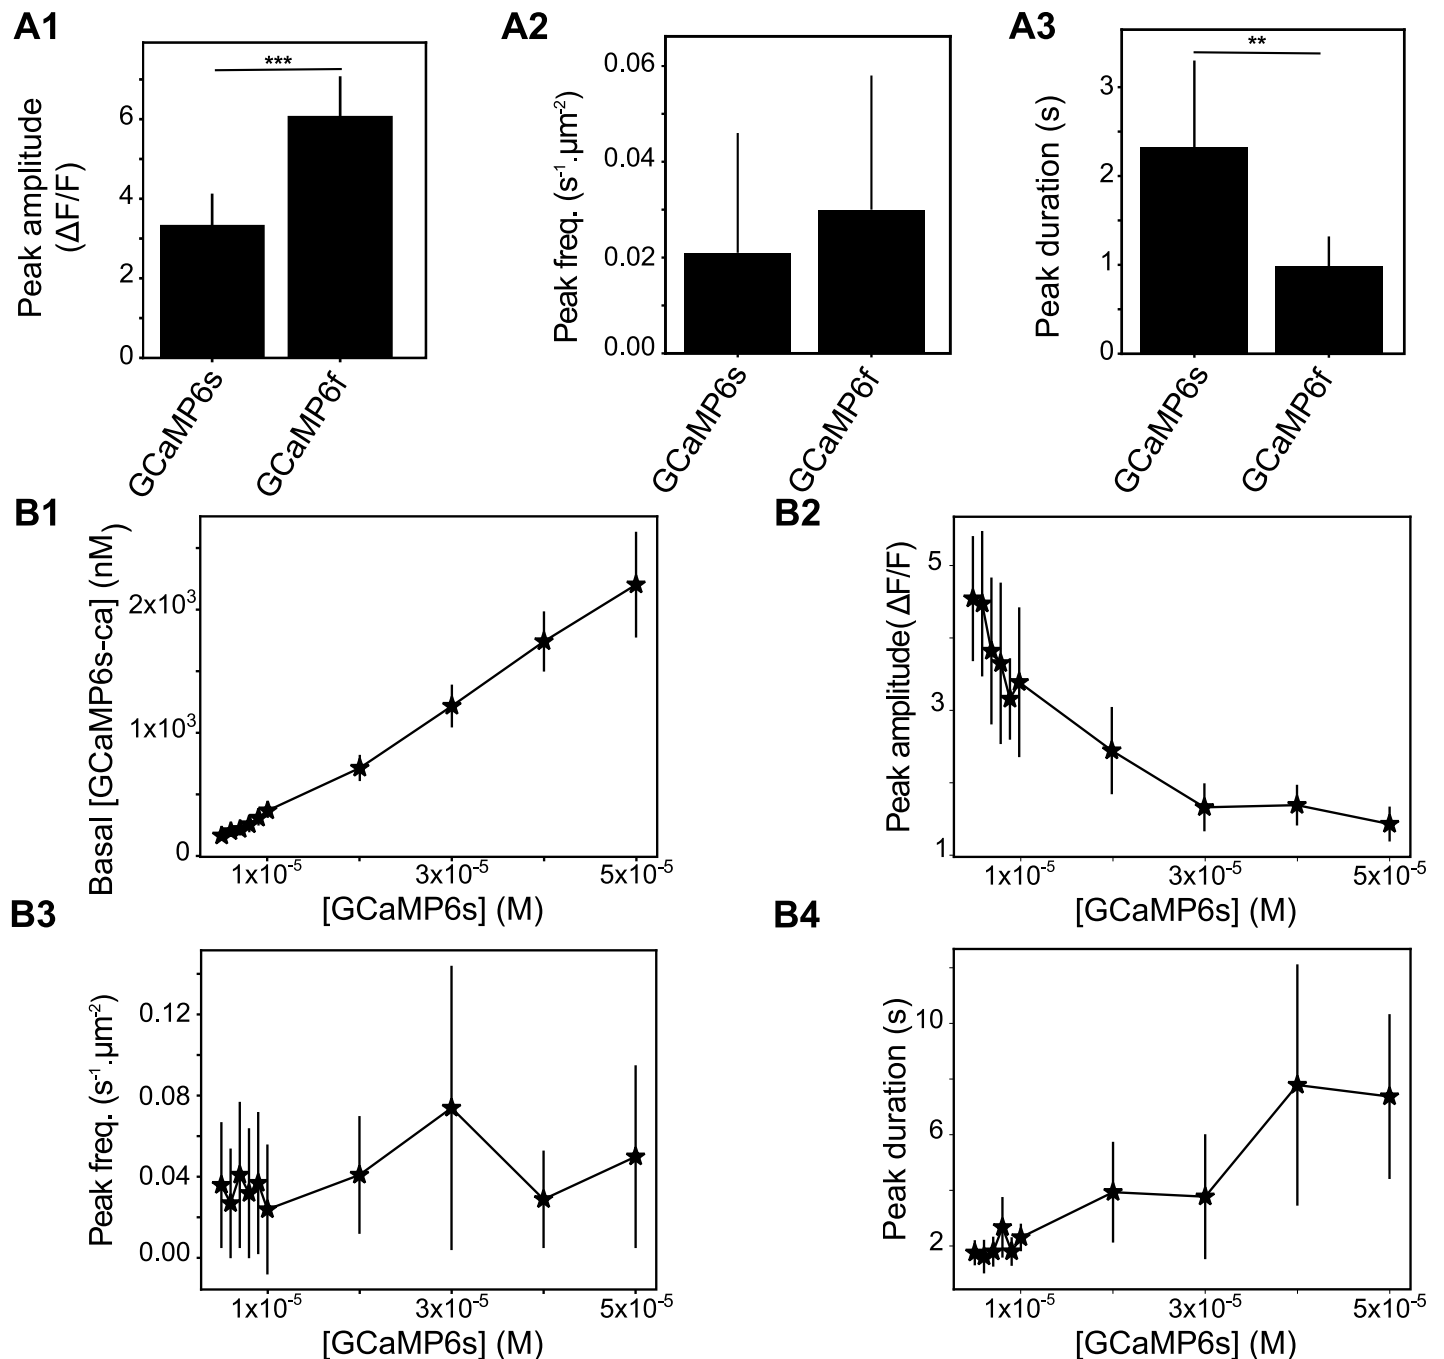 A1
A2
A3
Peak amplitude
(ΔF/F)
6
4
2
0
***
GCaMP6s
GCaMP6f
Peak freq. (s⁻¹.µm⁻²)
0.06
0.04
0.02
0.00
GCaMP6s
GCaMP6f
Peak duration (s)
3
2
1
0
**
GCaMP6s
GCaMP6f
B1
Basal [GCaMP6s-ca] (nM)
2x10³
1x10³
0
1x10⁻⁵
3x10⁻⁵
5x10⁻⁵
[GCaMP6s] (M)
B2
Peak amplitude(ΔF/F)
5
3
1
1x10⁻⁵
3x10⁻⁵
5x10⁻⁵
[GCaMP6s] (M)
B3
Peak freq. (s⁻¹.µm⁻²)
0.12
0.08
0.04
0.00
1x10⁻⁵
3x10⁻⁵
5x10⁻⁵
[GCaMP6s] (M)
B4
Peak duration (s)
10
6
2
1x10⁻⁵
3x10⁻⁵
5x10⁻⁵
[GCaMP6s] (M)